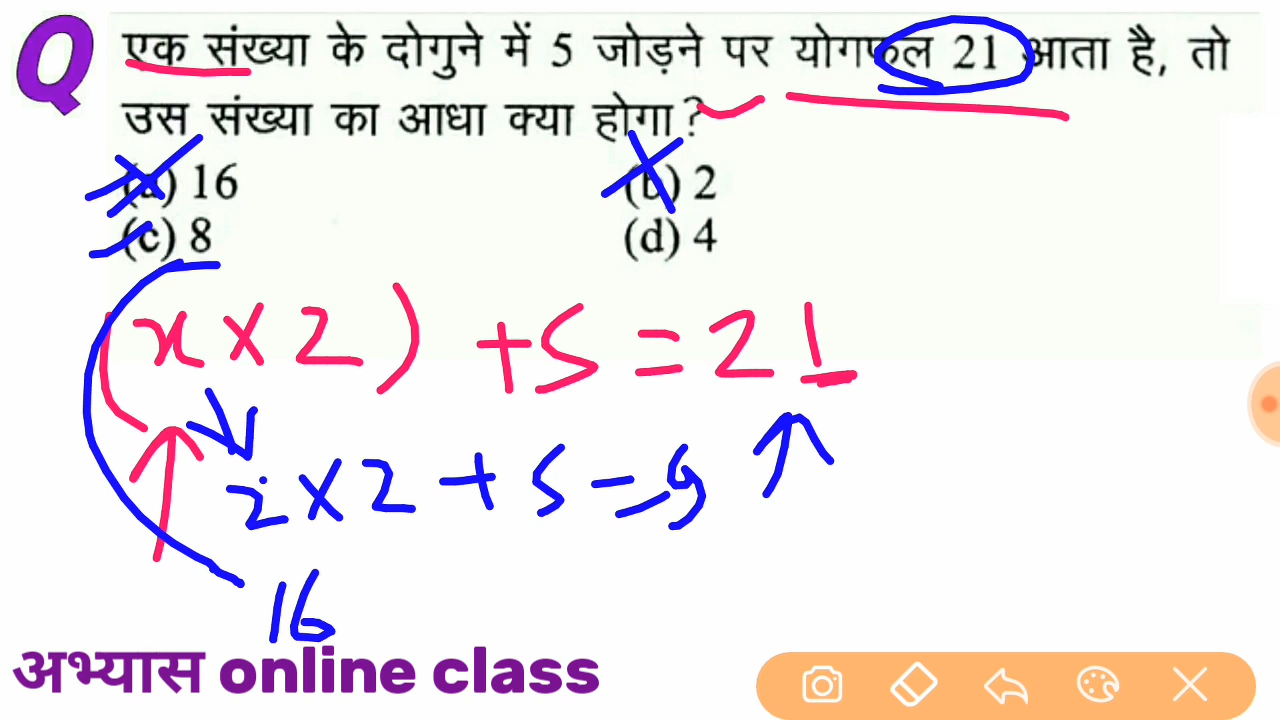 Q एक संख्या के दोगुने में 5 जोड़ने पर योगफल 21 आता है, तो
उस संख्या का आधा क्या होगा?
(a) 16 (b) 2
(c) 8 (d) 4
(x × 2) + 5 = 21
2 × 2 + 5 = 9
16
अभ्यास online class